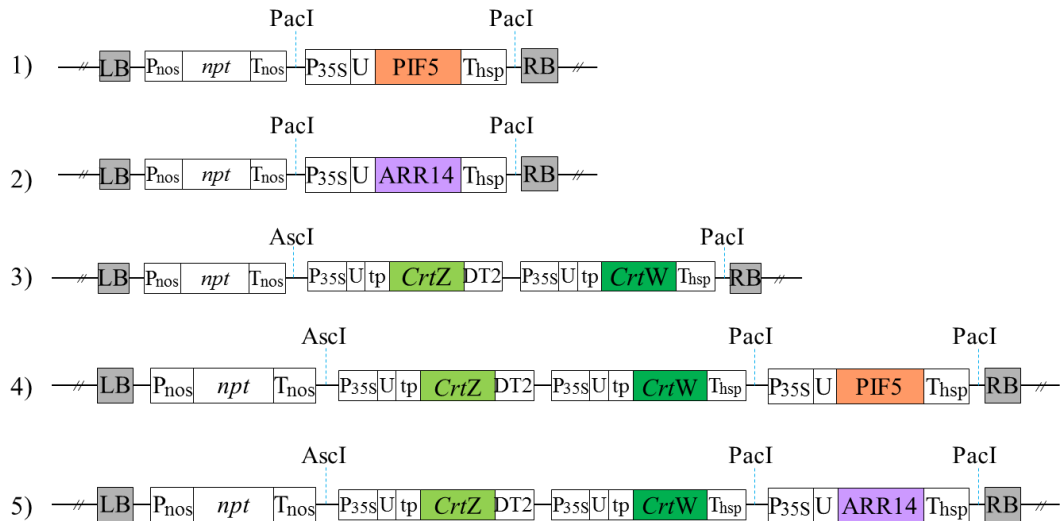 PacI PacI
1) LB Pnos npt Tnos P35S U PIF5 Thsp RB
PacI PacI
2) LB Pnos npt Tnos P35S U ARR14 Thsp RB
AscI PacI
3) LB Pnos npt Tnos P35S U tp CrtZ DT2 P35S U tp CrtW Thsp RB
AscI PacI PacI
4) LB Pnos npt Tnos P35S U tp CrtZ DT2 P35S U tp CrtW Thsp P35S U PIF5 Thsp RB
AscI PacI PacI
5) LB Pnos npt Tnos P35S U tp CrtZ DT2 P35S U tp CrtW Thsp P35S U ARR14 Thsp RB